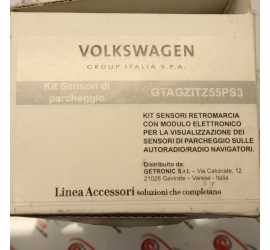 VOLKSWAGEN
GROUP ITALIA S.P.A.
Kit Sensori di
parcheggio
GTAGZITZ55PS3
KIT SENSORI RETROMARCIA
CON MODULO ELETTRONICO
PER LA VISUALIZZAZIONE DEI
SENSORI DI PARCHEGGIO SULLE
AUTORADIO/RADIO NAVIGATORI.
Distribuito da:
GETRONIC S.r.l. – Via Calcinate, 12
21026 Gavirate – Varese - Italia
Linea Accessori soluzioni che completano